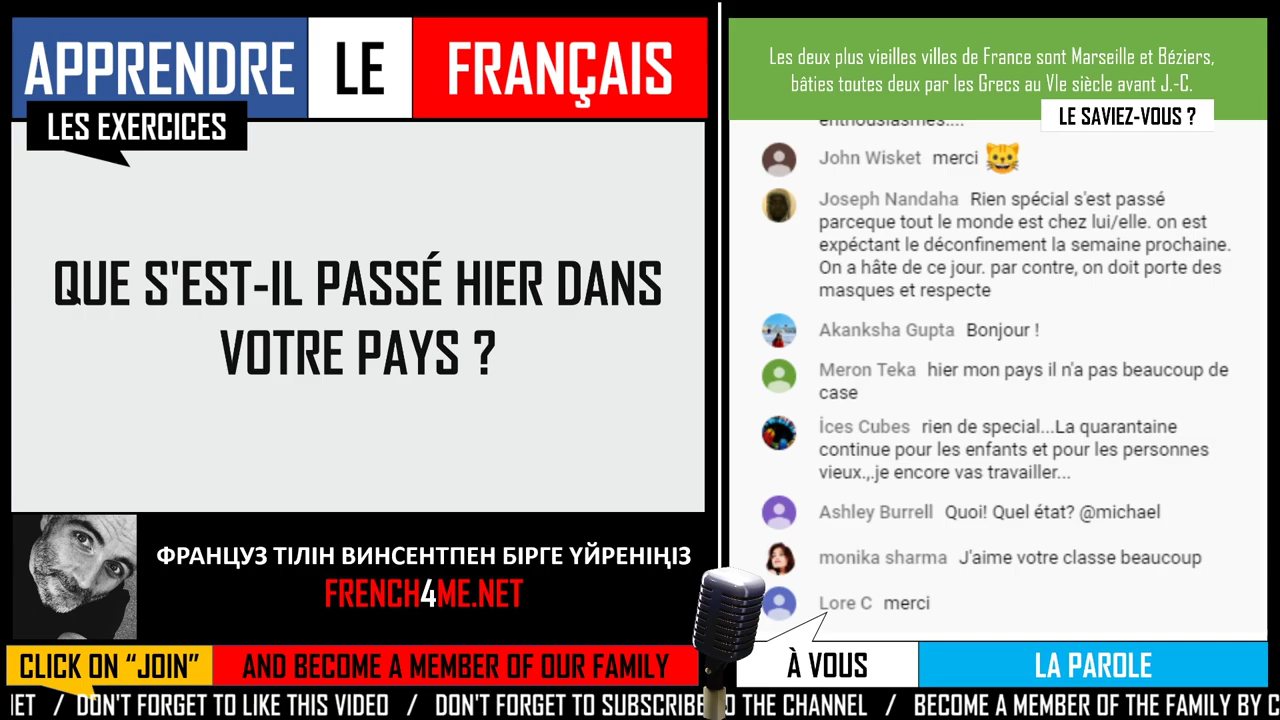 APPRENDRE LE FRANÇAIS
LES EXERCICES
QUE S'EST-IL PASSÉ HIER DANS
VOTRE PAYS ?
ФРАНЦУЗ ТІЛІН ВИНСЕНТПЕН БІРГЕ ҮЙРЕНІҢІЗ
FRENCH4ME.NET
CLICK ON “JOIN” AND BECOME A MEMBER OF OUR FAMILY
Les deux plus vieilles villes de France sont Marseille et Béziers,
bâties toutes deux par les Grecs au VIe siècle avant J.-C.
LE SAVIEZ-VOUS ?
enthousiasmés....
John Wisket merci
Joseph Nandaha Rien spécial s'est passé
parceque tout le monde est chez lui/elle. on est
expéctant le déconfinement la semaine prochaine.
On a hâte de ce jour. par contre, on doit porte des
masques et respecte
Akanksha Gupta Bonjour !
Meron Teka hier mon pays il n'a pas beaucoup de
case
İces Cubes rien de special...La quarantaine
continue pour les enfants et pour les personnes
vieux.,.je encore vas travailler...
Ashley Burrell Quoi! Quel état? @michael
monika sharma J'aime votre classe beaucoup
Lore C merci
À VOUS LA PAROLE
/ DON'T FORGET TO LIKE THIS VIDEO / DON'T FORGET TO SUBSCRIBE TO THE CHANNEL / BECOME A MEMBER OF THE FAMILY BY